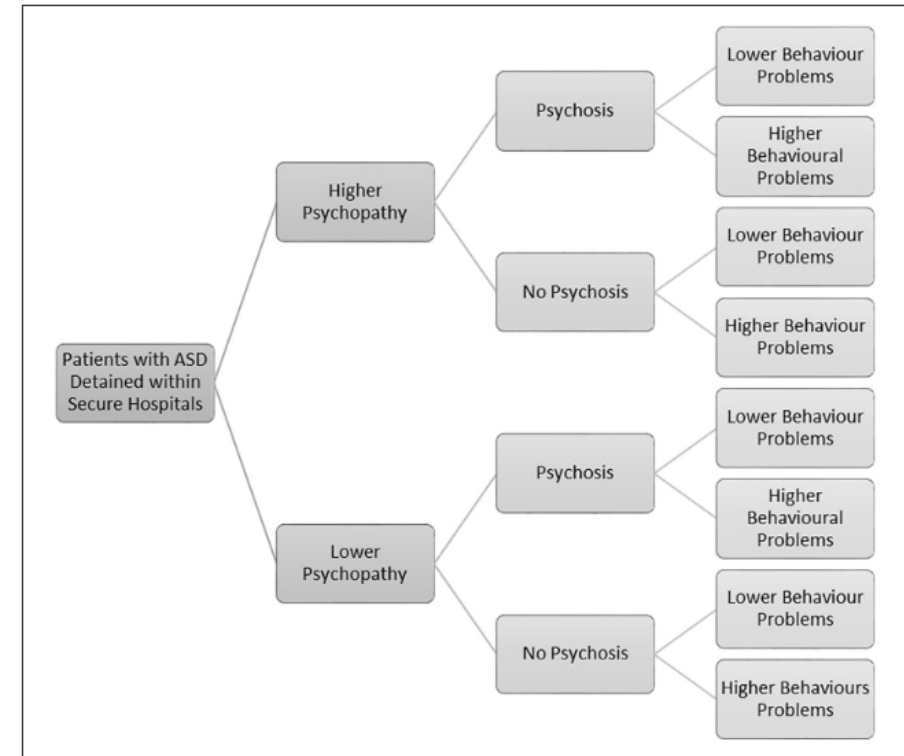 Patients with ASD
Detained within
Secure Hospitals
Higher
Psychopathy
Psychosis
Lower Behaviour
Problems
Higher
Behavioural
Problems
No Psychosis
Lower Behaviour
Problems
Higher Behaviour
Problems
Lower
Psychopathy
Psychosis
Lower Behaviour
Problems
Higher
Behavioural
Problems
No Psychosis
Lower Behaviour
Problems
Higher Behaviours
Problems